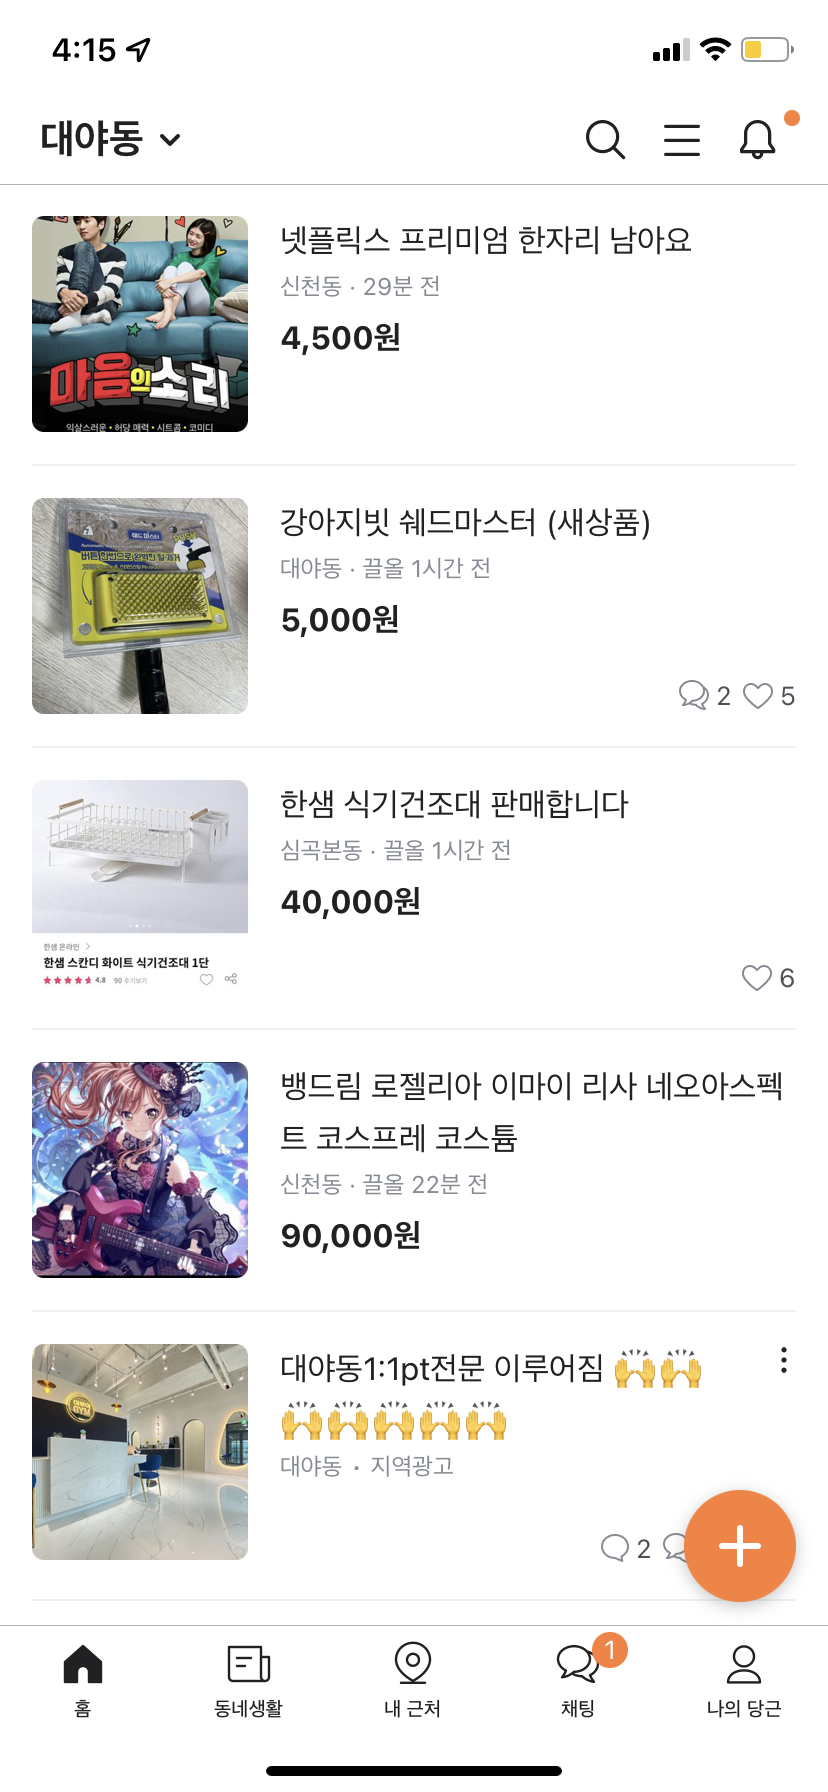 4:15
대야동
마음의소리
익살스러운 • 허당 매력 • 시트콤 • 코미디
넷플릭스 프리미엄 한자리 남아요
신천동 · 29분 전
4,500원
쉐드마스터
버튼 한번으로 완벽한 털 제거
강아지빗 쉐드마스터 (새상품)
대야동 · 끌올 1시간 전
5,000원
2 5
한샘 온라인 >
한샘 스칸디 화이트 식기건조대 1단
4.8 90 후기보기
한샘 식기건조대 판매합니다
심곡본동 · 끌올 1시간 전
40,000원
6
뱅드림 로젤리아 이마이 리사 네오아스펙
트 코스프레 코스튬
신천동 · 끌올 22분 전
90,000원
GYM
대야동1:1pt전문 이루어짐 🙌🙌
🙌🙌🙌🙌🙌
대야동 · 지역광고
2
1
홈 동네생활 내 근처 채팅 나의 당근